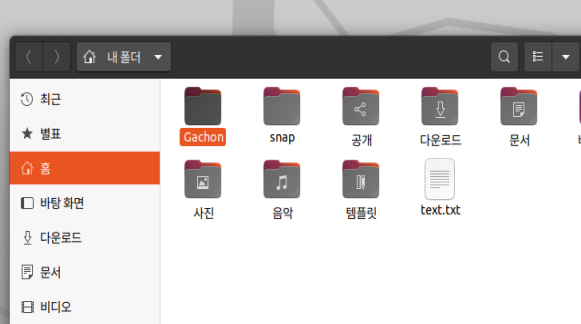 내 폴더
최근
별표
홈
바탕 화면
다운로드
문서
비디오
Gachon
snap
공개
다운로드
문서
사진
음악
템플릿
text.txt